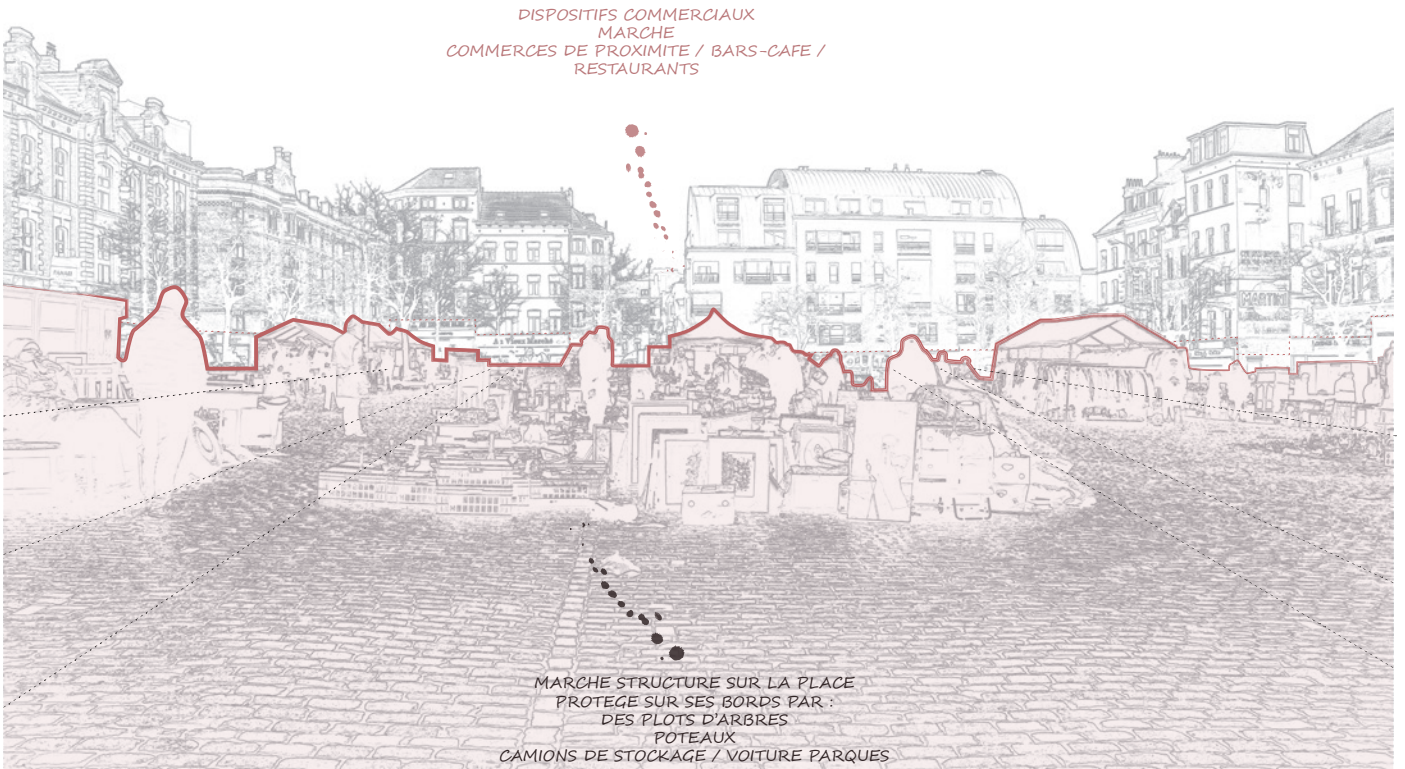 DISPOSITIFS COMMERCIAUX
MARCHE
COMMERCES DE PROXIMITE / BARS-CAFE /
RESTAURANTS
MARTINI
MARCHE STRUCTURE SUR LA PLACE
PROTEGE SUR SES BORDS PAR :
DES PLOTS D'ARBRES
POTEAUX
CAMIONS DE STOCKAGE / VOITURE PARQUES